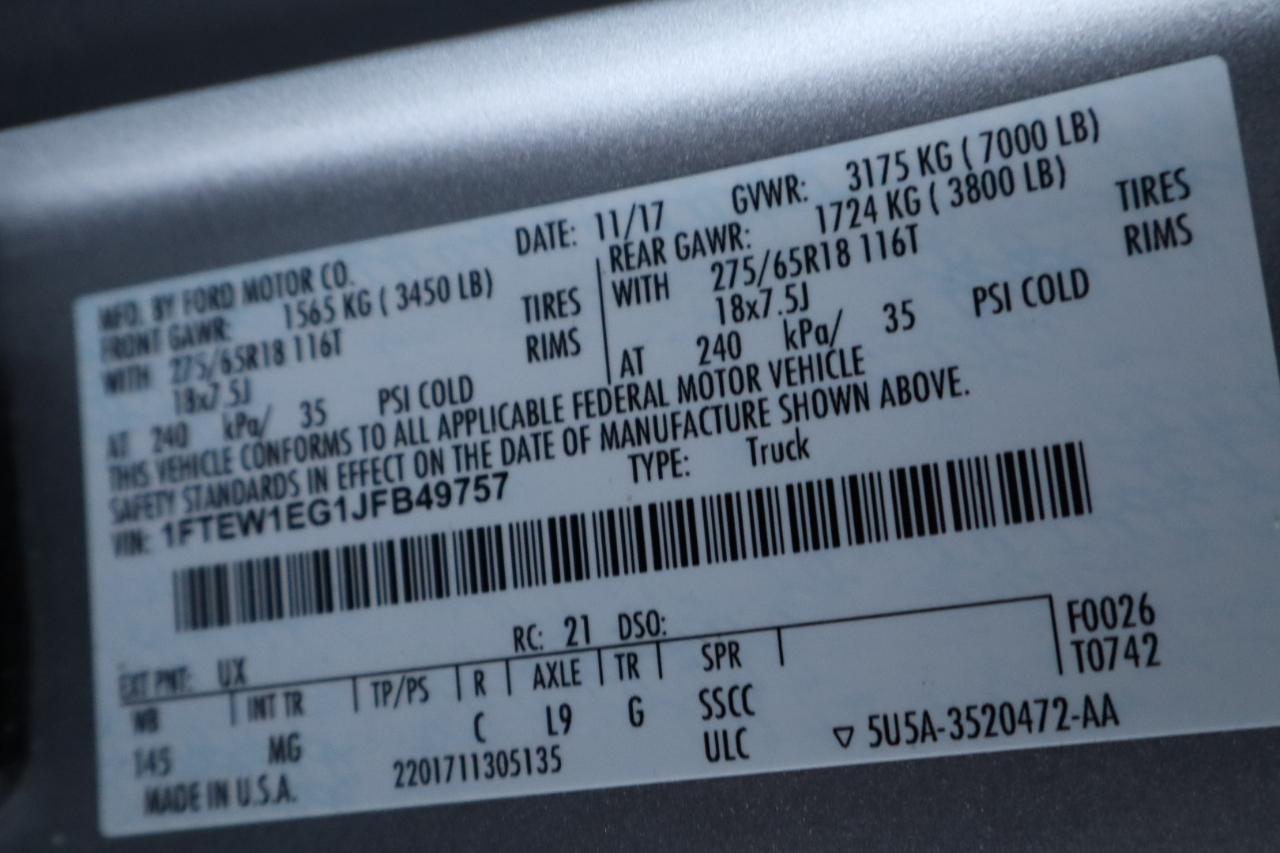 MFD. BY FORD MOTOR CO. DATE: 11/17 GVWR: 3175 KG ( 7000 LB)
FRONT GAWR: 1565 KG ( 3450 LB) REAR GAWR: 1724 KG ( 3800 LB)
WITH 275/65R18 116T TIRES WITH 275/65R18 116T TIRES
18x7.5J RIMS 18x7.5J RIMS
AT 240 kPa/ 35 PSI COLD AT 240 kPa/ 35 PSI COLD
THIS VEHICLE CONFORMS TO ALL APPLICABLE FEDERAL MOTOR VEHICLE
SAFETY STANDARDS IN EFFECT ON THE DATE OF MANUFACTURE SHOWN ABOVE.
VIN: 1FTEW1EG1JFB49757 TYPE: Truck
EXT PNT: UX RC: 21 DSO: F0026
WB INT TR TP/PS R AXLE TR SPR T0742
145 MG C L9 G SSCC
ULC
MADE IN U.S.A. 2201711305135 ▽ 5U5A-3520472-AA